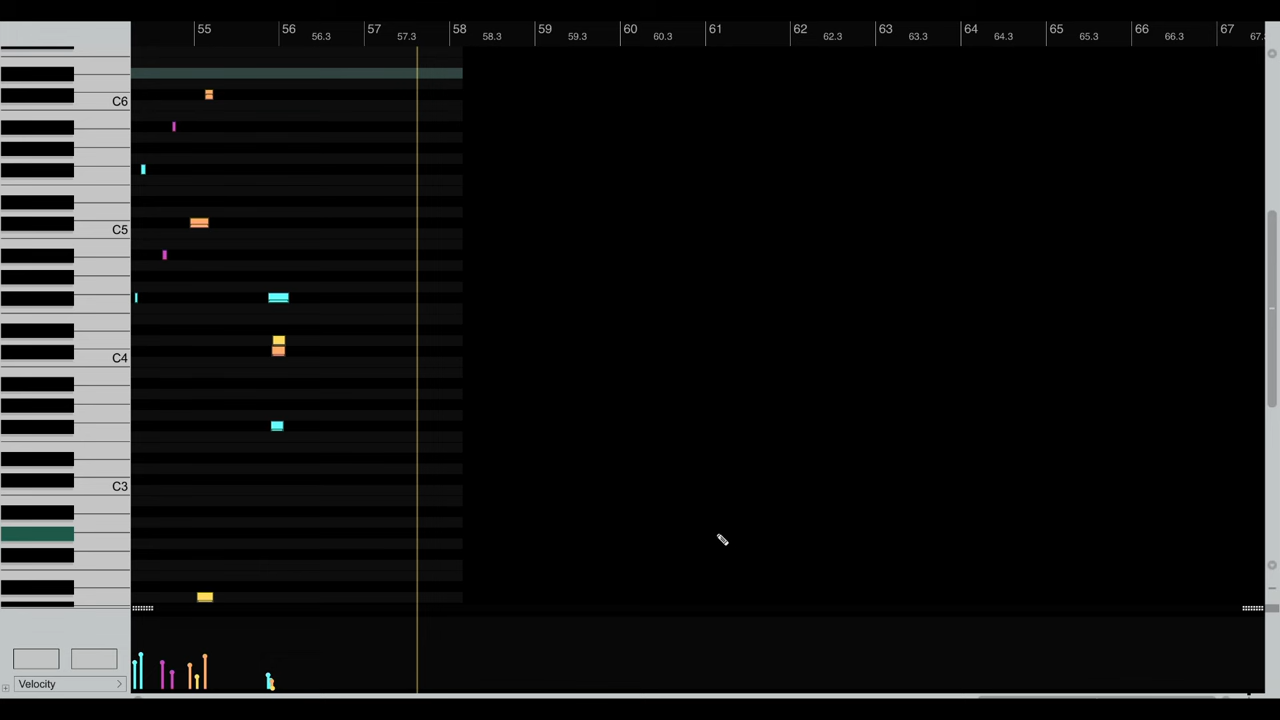 55 56 57 58 59 60 61 62 63 64 65 66 67
56.3 57.3 58.3 59.3 60.3 62.3 63.3 64.3 65.3 66.3 67.
C6
C5
C4
C3
Velocity